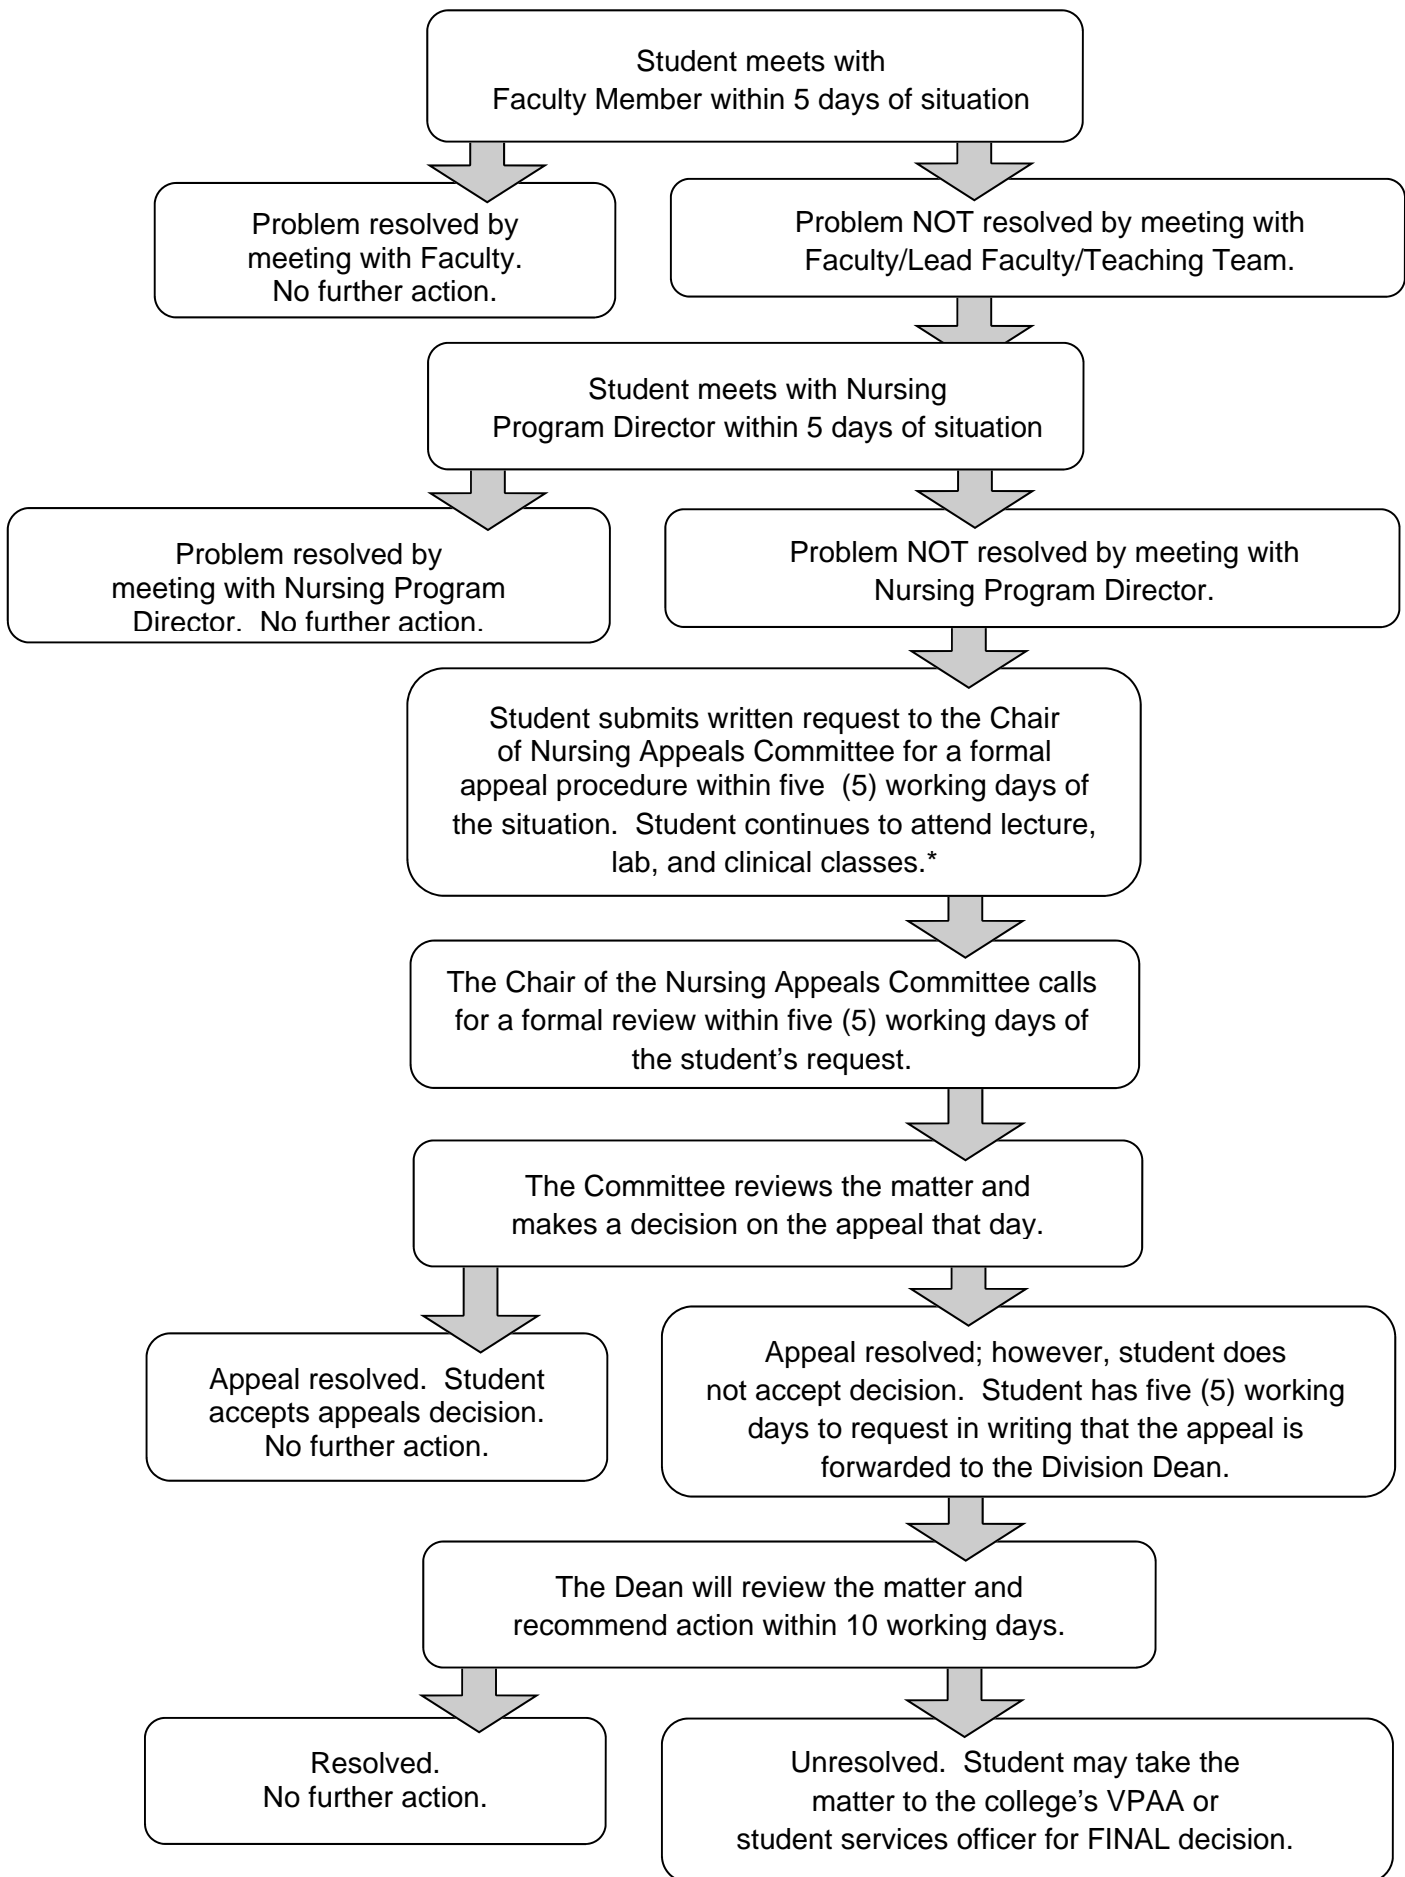 Student meets with
Faculty Member within 5 days of situation
Problem resolved by
meeting with Faculty.
No further action.
Problem NOT resolved by meeting with
Faculty/Lead Faculty/Teaching Team.
Student meets with Nursing
Program Director within 5 days of situation
Problem resolved by
meeting with Nursing Program
Director.  No further action.
Problem NOT resolved by meeting with
Nursing Program Director.
Student submits written request to the Chair
of Nursing Appeals Committee for a formal
appeal procedure within five  (5) working days of
the situation.  Student continues to attend lecture,
lab, and clinical classes.*
The Chair of the Nursing Appeals Committee calls
for a formal review within five (5) working days of
the student’s request.
The Committee reviews the matter and
makes a decision on the appeal that day.
Appeal resolved.  Student
accepts appeals decision.
No further action.
Appeal resolved; however, student does
not accept decision.  Student has five (5) working
days to request in writing that the appeal is
forwarded to the Division Dean.
The Dean will review the matter and
recommend action within 10 working days.
Resolved.
No further action.
Unresolved.  Student may take the
matter to the college’s VPAA or
student services officer for FINAL decision.